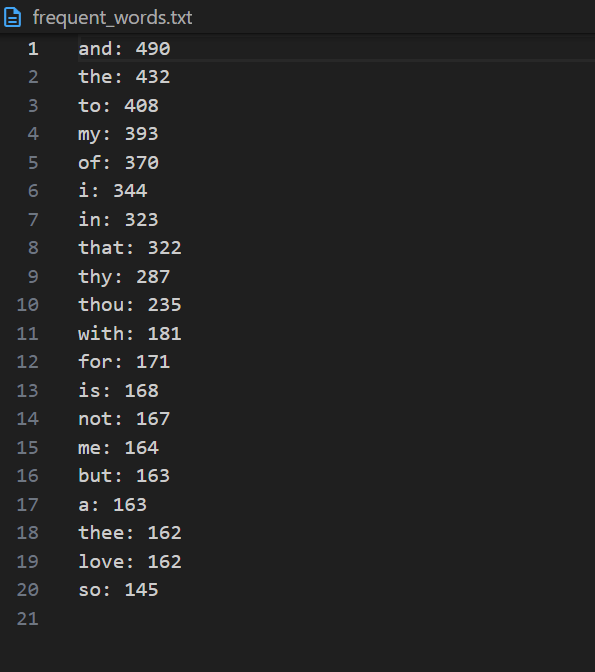 frequent_words.txt
1 and: 490
2 the: 432
3 to: 408
4 my: 393
5 of: 370
6 i: 344
7 in: 323
8 that: 322
9 thy: 287
10 thou: 235
11 with: 181
12 for: 171
13 is: 168
14 not: 167
15 me: 164
16 but: 163
17 a: 163
18 thee: 162
19 love: 162
20 so: 145
21